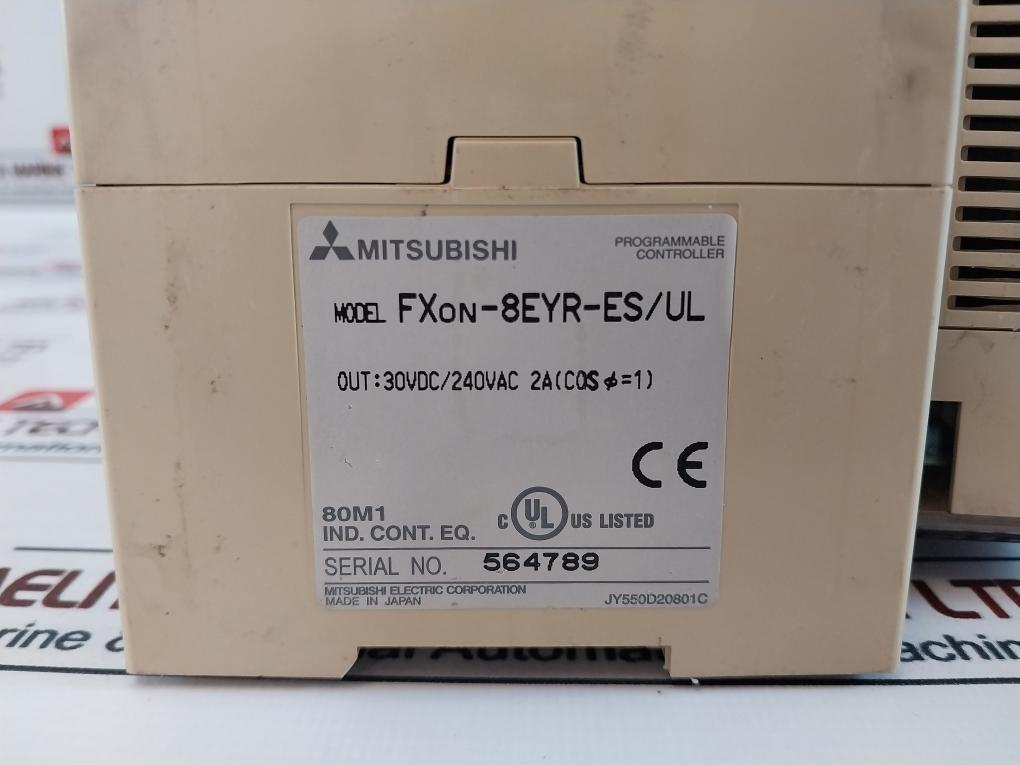 MITSUBISHI
PROGRAMMABLE
CONTROLLER
MODEL FX0N-8EYR-ES/UL
OUT:30VDC/240VAC 2A(COSφ=1)
CE
80M1
IND. CONT. EQ.
C UL ® US LISTED
SERIAL NO. 564789
MITSUBISHI ELECTRIC CORPORATION
MADE IN JAPAN
JY550D20801C